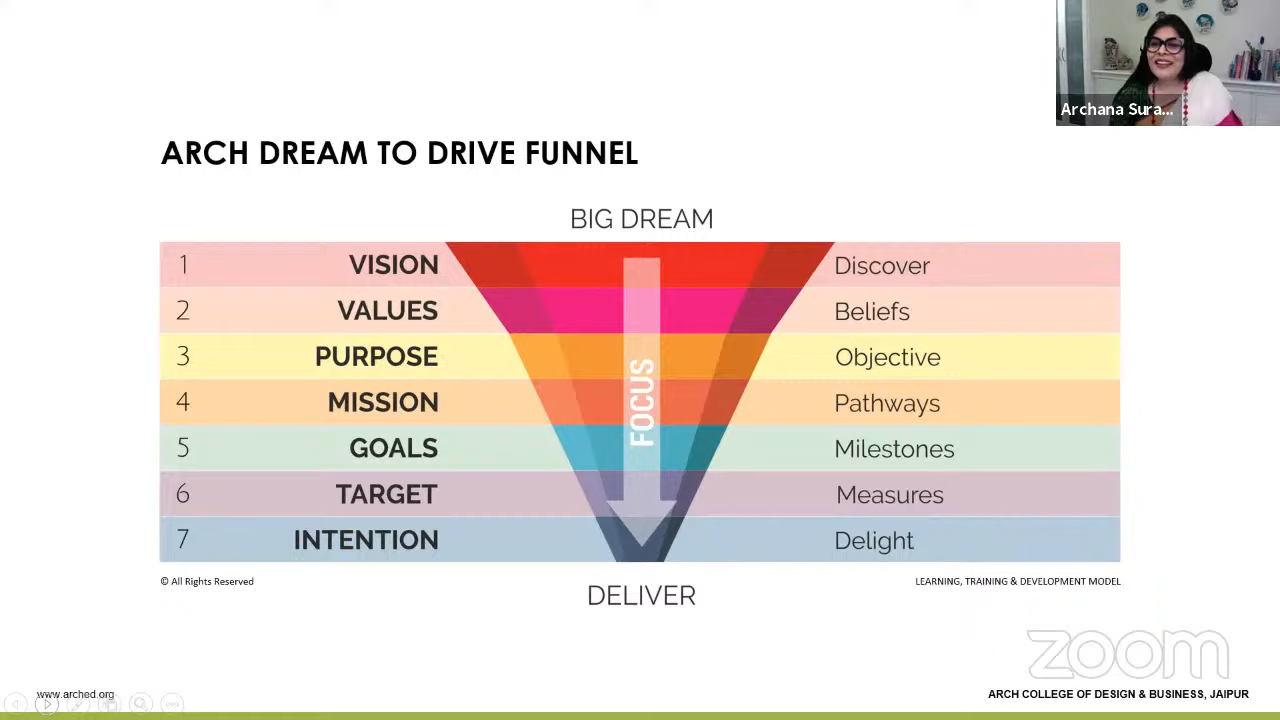 Archana Sura...
ARCH DREAM TO DRIVE FUNNEL
BIG DREAM
1 VISION Discover
2 VALUES Beliefs
3 PURPOSE Objective
4 MISSION Pathways
5 GOALS Milestones
6 TARGET Measures
7 INTENTION Delight
FOCUS
© All Rights Reserved
LEARNING, TRAINING & DEVELOPMENT MODEL
DELIVER
zoom
www.arched.org
ARCH COLLEGE OF DESIGN & BUSINESS, JAIPUR